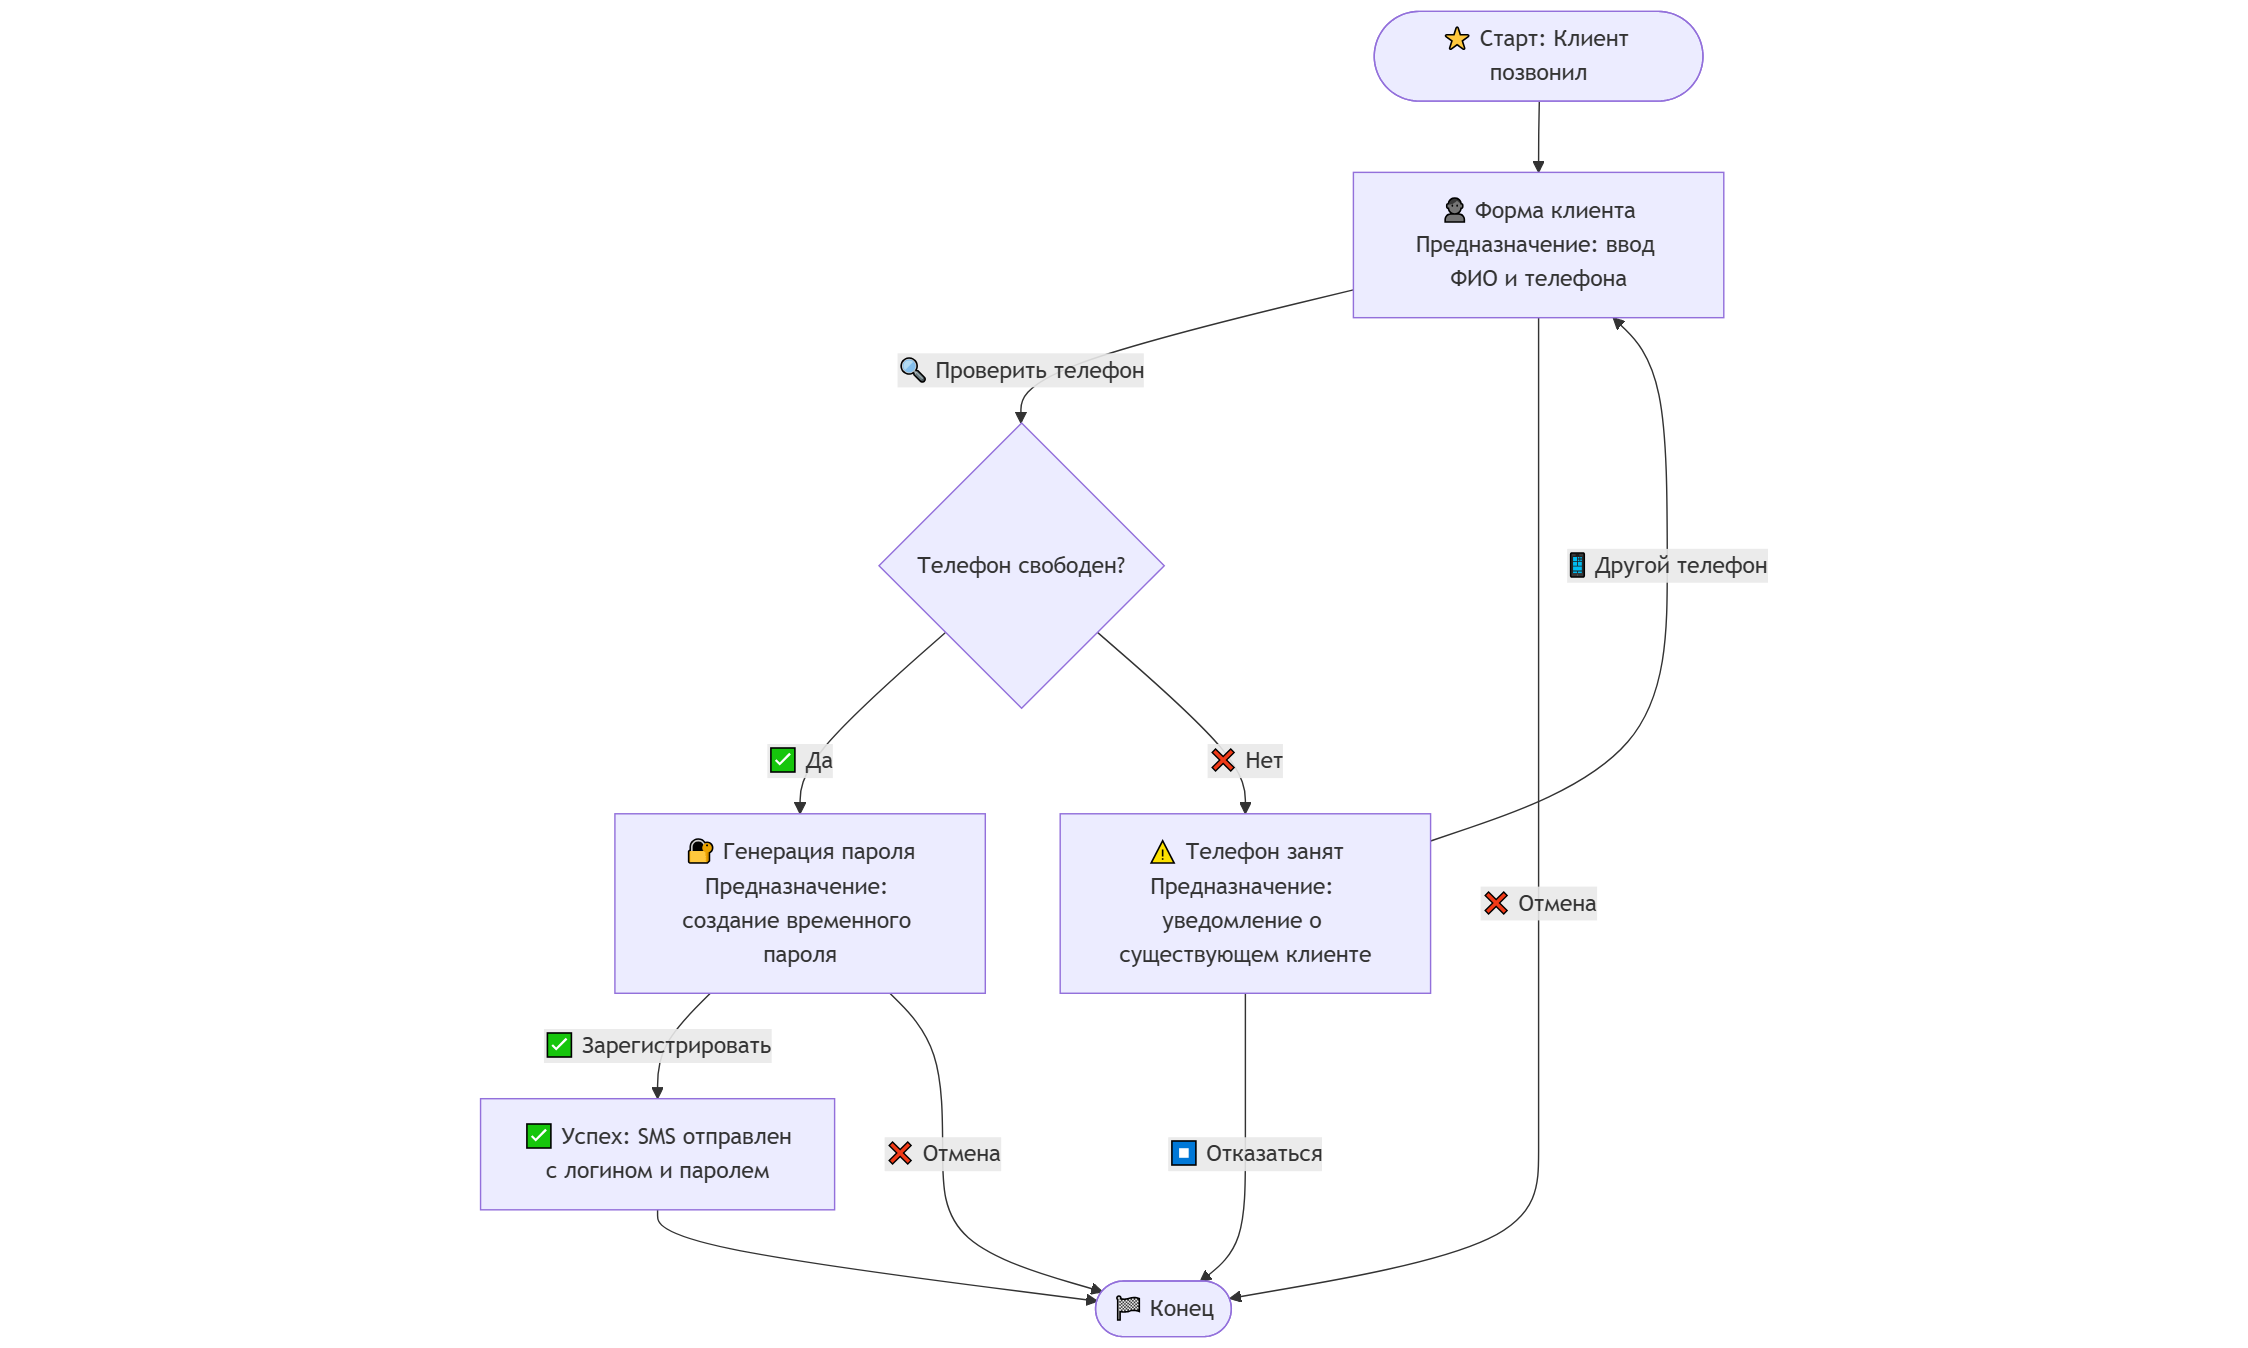 ⭐ Старт: Клиент
позвонил
👤 Форма клиента
Предназначение: ввод
ФИО и телефона
🔍 Проверить телефон
Телефон свободен?
📱 Другой телефон
✅ Да
❌ Нет
🔐 Генерация пароля
Предназначение:
создание временного
пароля
⚠️ Телефон занят
Предназначение:
уведомление о
существующем клиенте
❌ Отмена
✅ Зарегистрировать
✅ Успех: SMS отправлен
с логином и паролем
❌ Отмена
⏹️ Отказаться
🏁 Конец